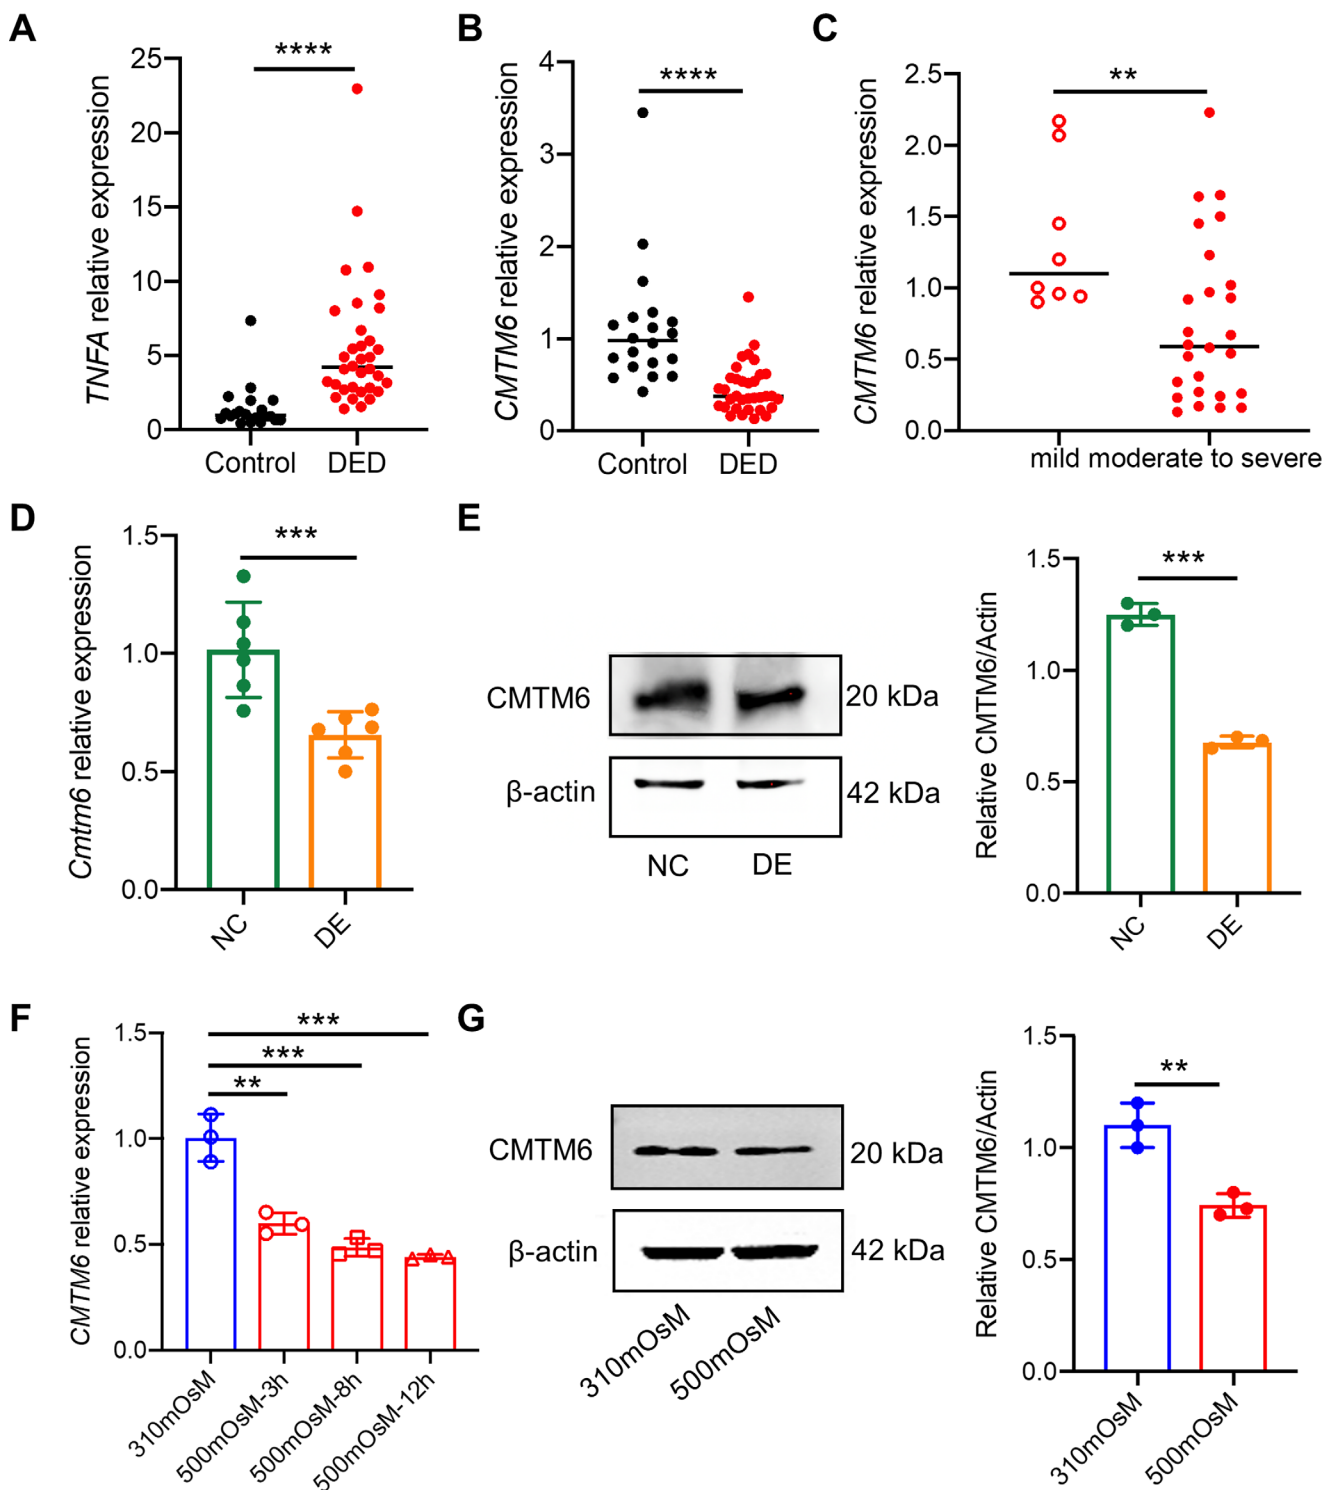 A
TNFA relative expression
25
20
15
10
5
0
****
Control
DED
B
CMTM6 relative expression
4
3
2
1
0
****
Control
DED
C
CMTM6 relative expression
2.5
2.0
1.5
1.0
0.5
0.0
**
mild
moderate to severe
D
Cmtm6 relative expression
1.5
1.0
0.5
0.0
***
NC
DE
E
CMTM6
20 kDa
β-actin
42 kDa
NC
DE
Relative CMTM6/Actin
1.5
1.0
0.5
0.0
***
NC
DE
F
CMTM6 relative expression
1.5
1.0
0.5
0.0
***
***
**
310mOsM
500mOsM-3h
500mOsM-8h
500mOsM-12h
G
CMTM6
20 kDa
β-actin
42 kDa
310mOsM
500mOsM
Relative CMTM6/Actin
1.5
1.0
0.5
0.0
**
310mOsM
500mOsM